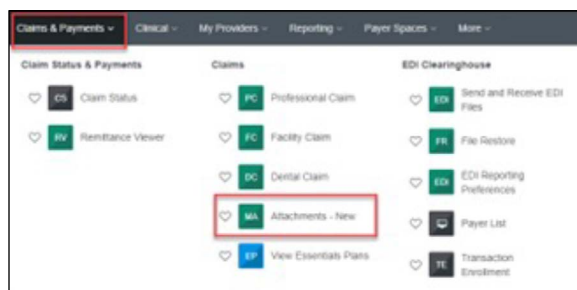 Claims & Payments Clinical My Providers Reporting Payer Spaces More
Claim Status & Payments
CS Claim Status
RV Remittance Viewer
Claims
PC Professional Claim
FC Facility Claim
DC Dental Claim
MA Attachments - New
EP View Essentials Plans
EDI Clearinghouse
EDI Send and Receive EDI
Files
FR File Restore
EDI EDI Reporting
Preferences
Payer List
TE Transaction
Enrollment